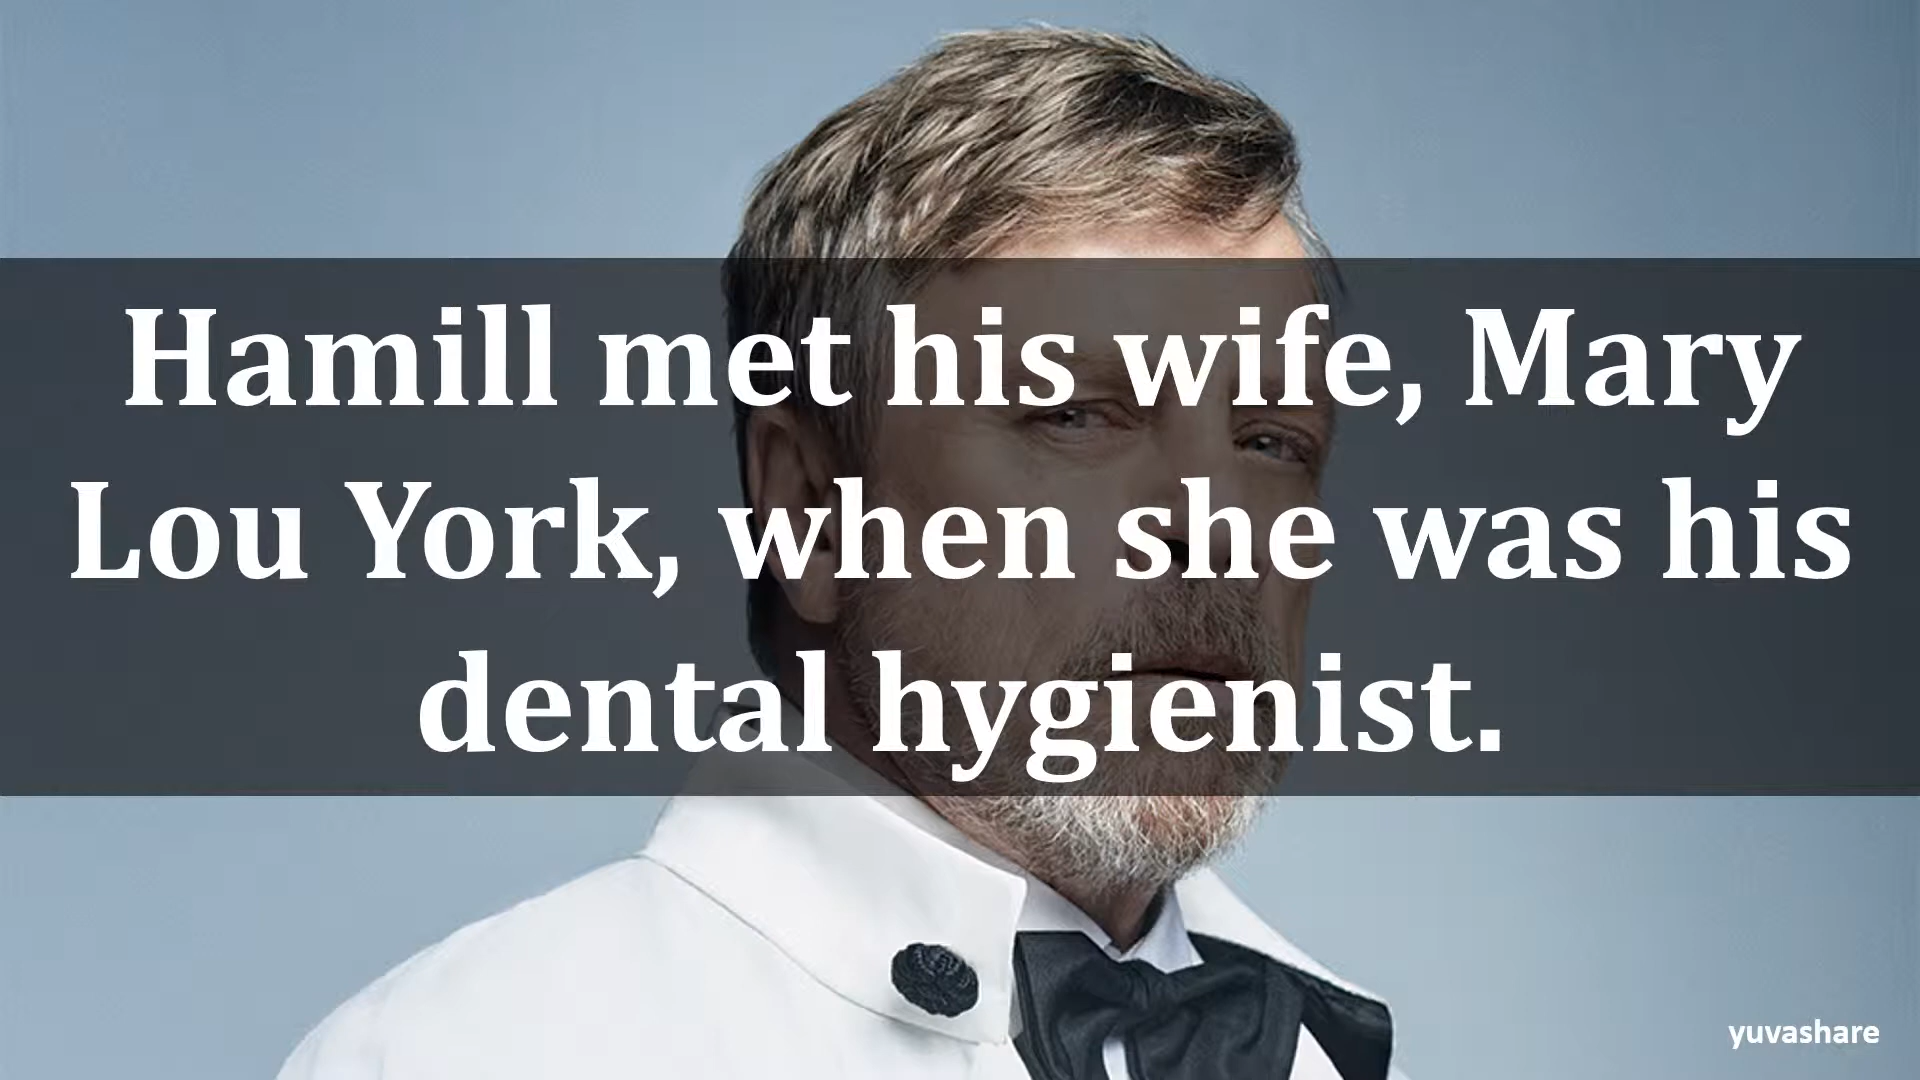 Hamill met his wife, Mary
Lou York, when she was his
dental hygienist.
yuvashare